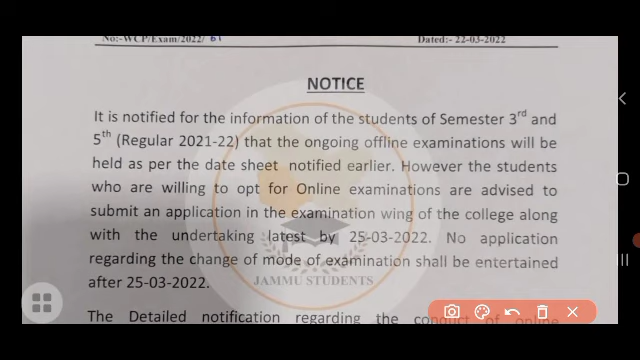 No:-WCP/Exam/2022/ 61 Dated:- 22-03-2022
NOTICE
It is notified for the information of the students of Semester 3rd and
5th (Regular 2021-22) that the ongoing offline examinations will be
held as per the date sheet notified earlier. However the students
who are willing to opt for Online examinations are advised to
submit an application in the examination wing of the college along
with the undertaking latest by 25-03-2022. No application
regarding the change of mode of examination shall be entertained
after 25-03-2022.
JAMMU STUDENTS
The Detailed notification regarding the conduct of online